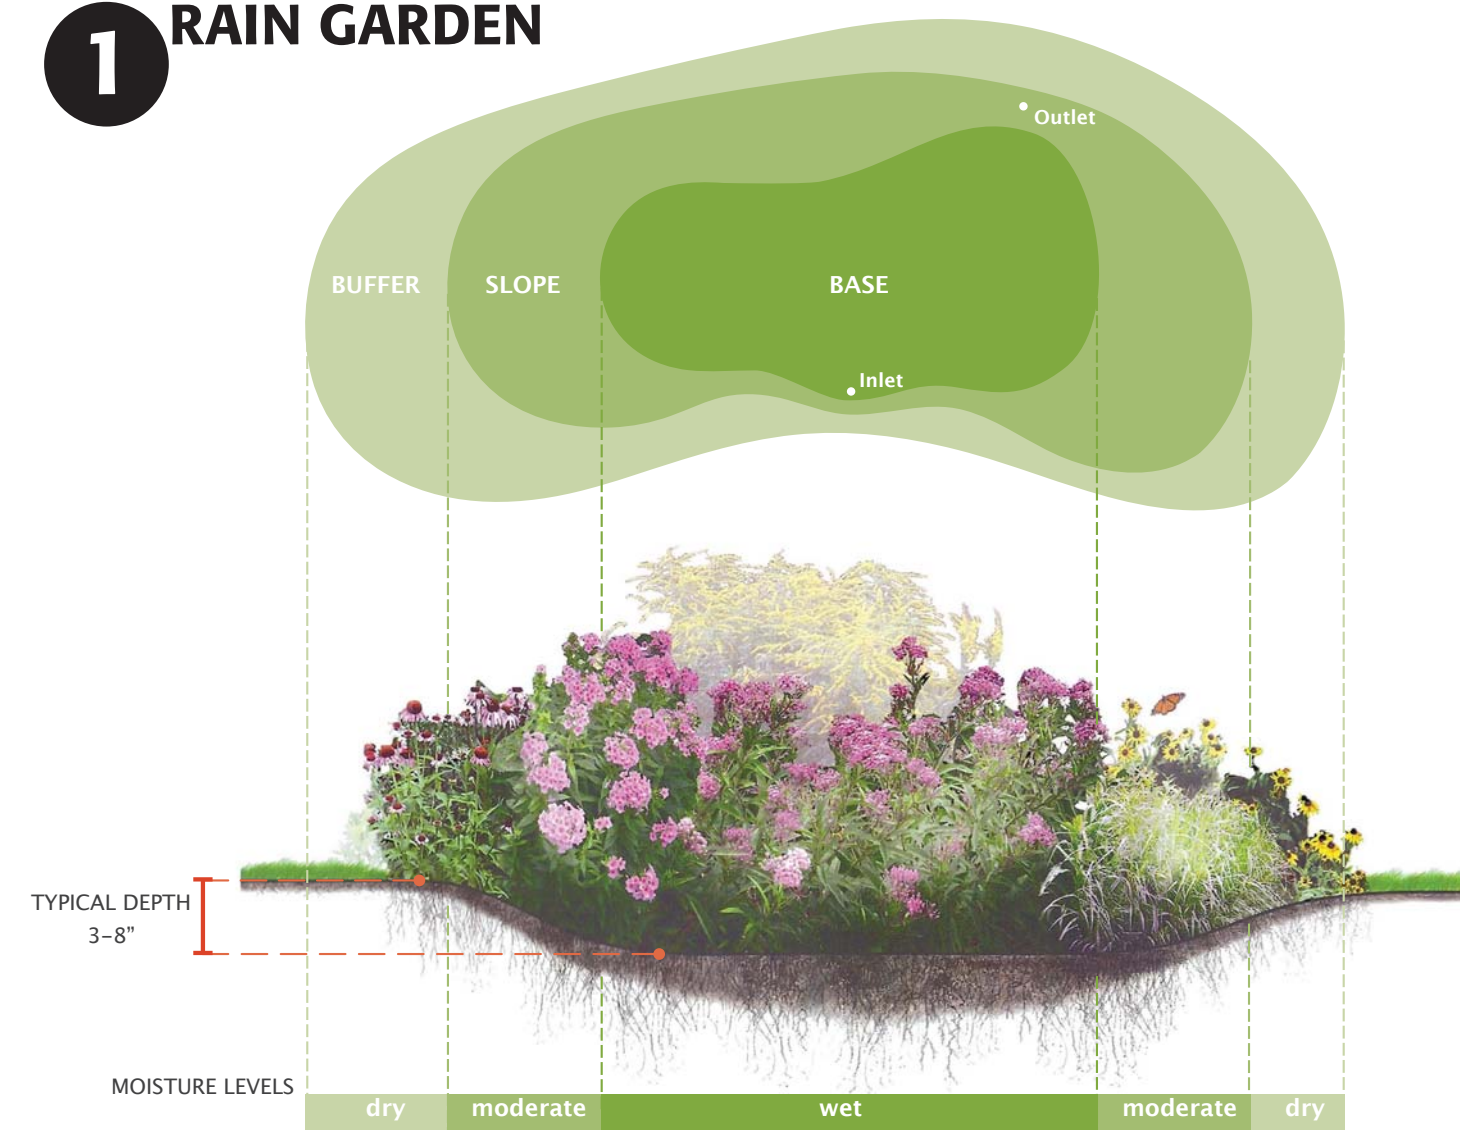 1
RAIN GARDEN
Outlet
BUFFER
SLOPE
BASE
Inlet
TYPICAL DEPTH
3–8”
MOISTURE LEVELS
dry
moderate
wet
moderate
dry